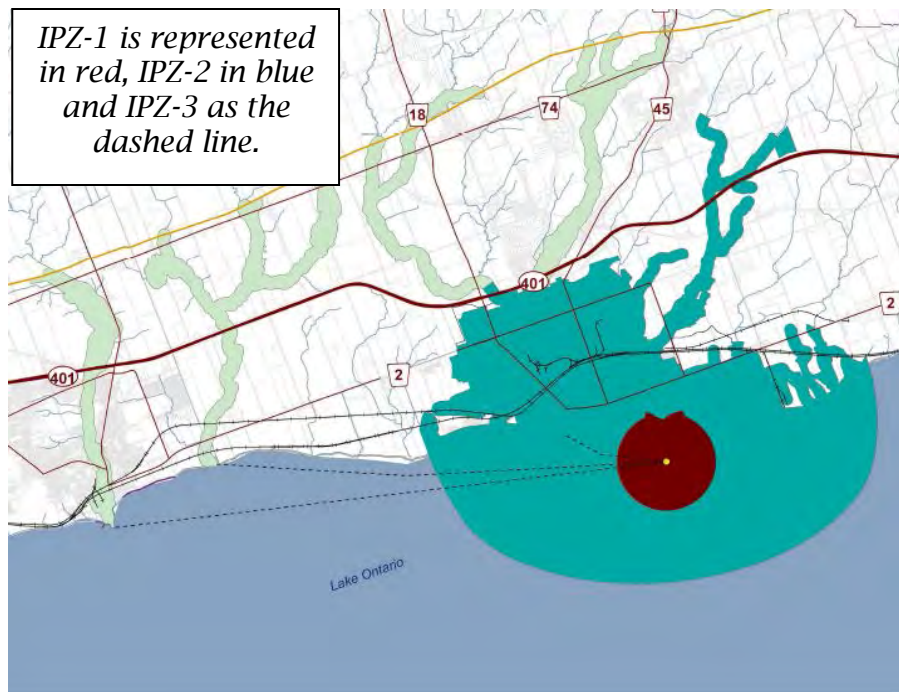 IPZ-1 is represented
in red, IPZ-2 in blue
and IPZ-3 as the
dashed line.
18
74
45
401
2
2
401
Lake Ontario